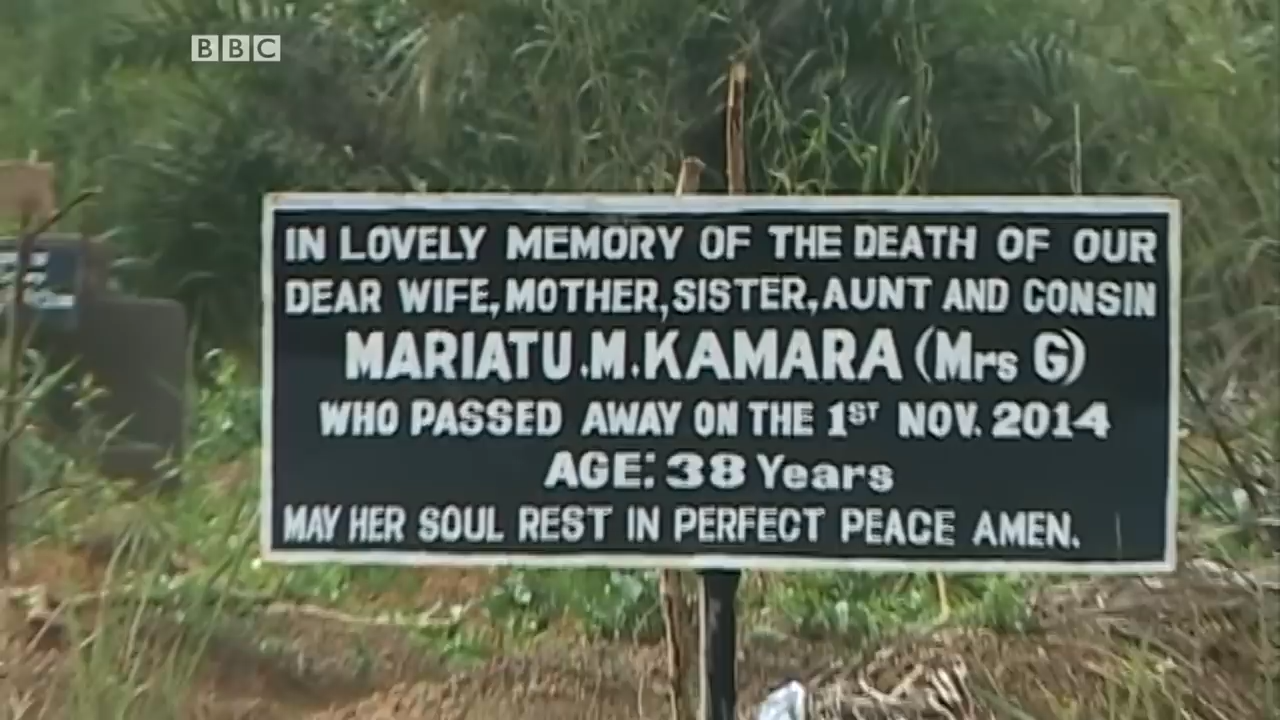 BBC
IN LOVELY MEMORY OF THE DEATH OF OUR
DEAR WIFE, MOTHER, SISTER, AUNT AND CONSIN
MARIATU.M.KAMARA (Mrs G)
WHO PASSED AWAY ON THE 1ST NOV. 2014
AGE: 38 Years
MAY HER SOUL REST IN PERFECT PEACE AMEN.